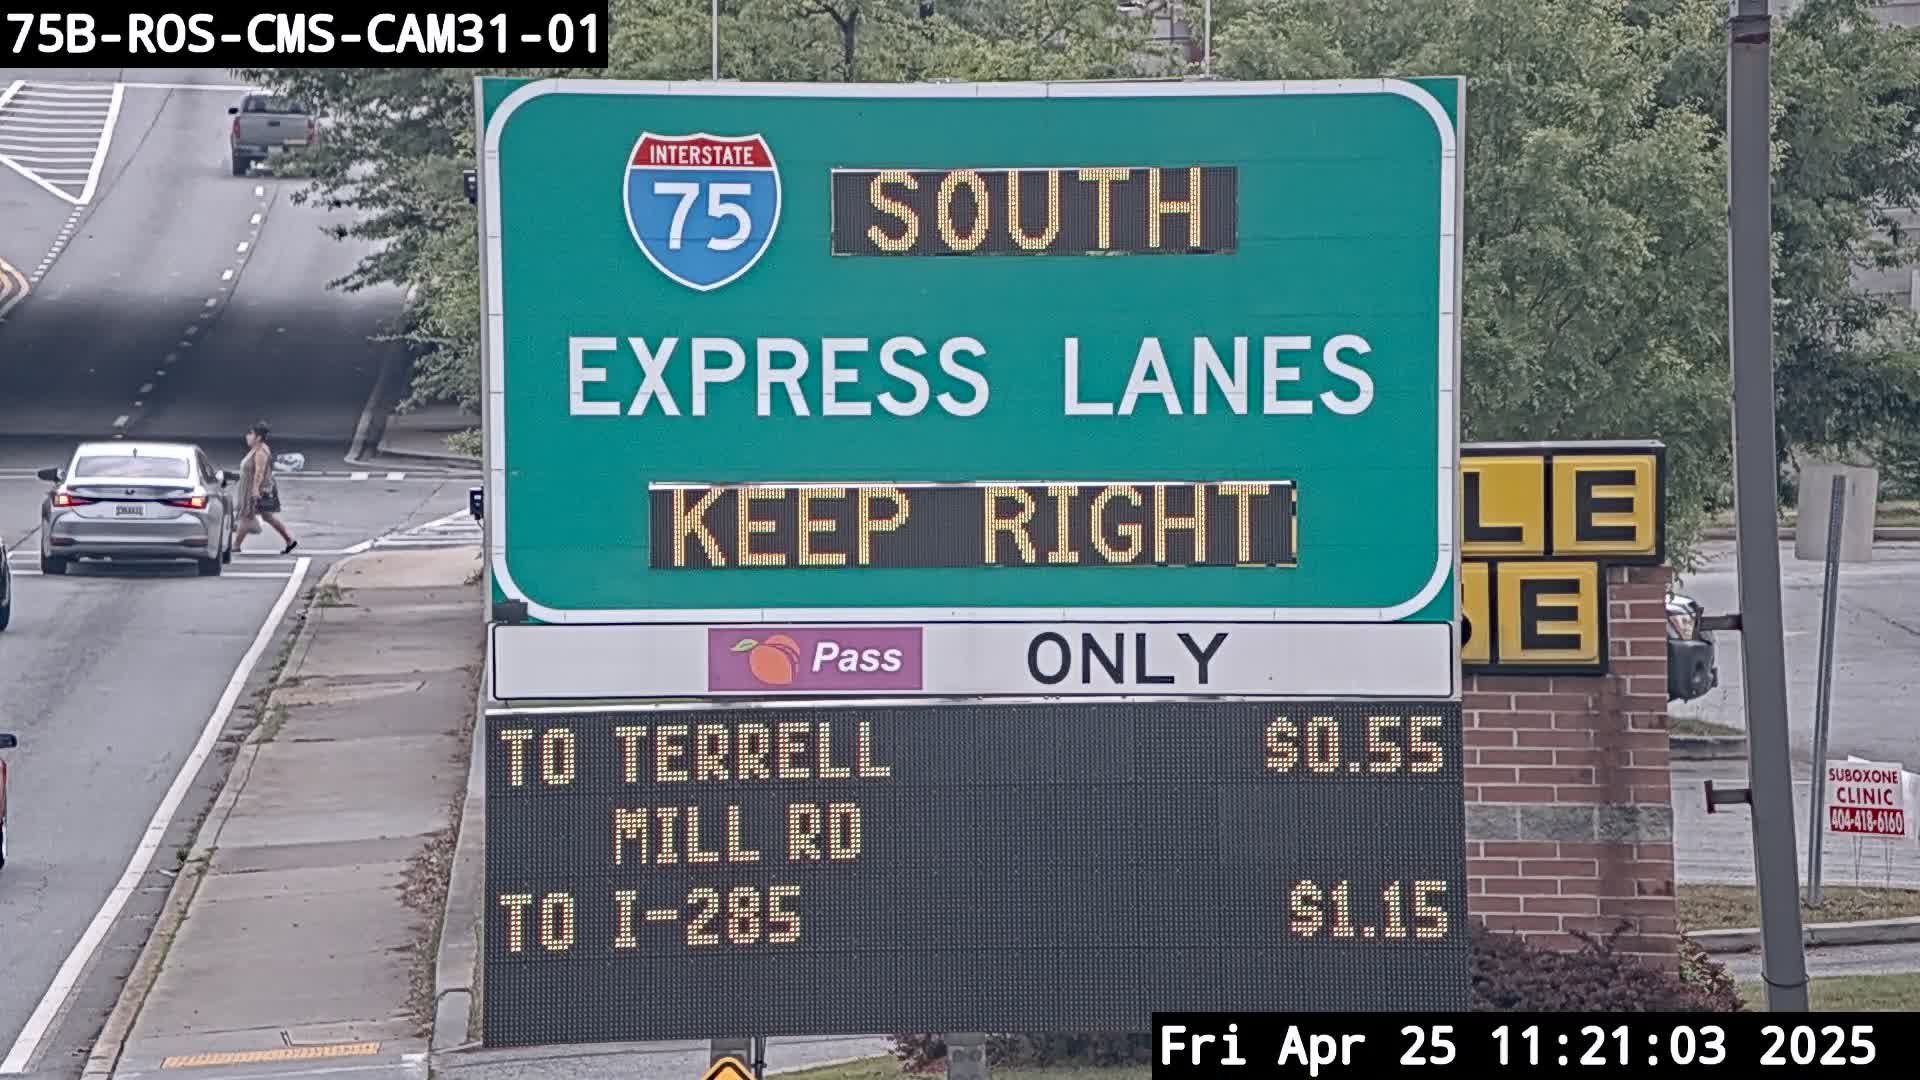 75B-ROS-CMS-CAM31-01
INTERSTATE
75
SOUTH
EXPRESS LANES
KEEP RIGHT
Pass ONLY
TO TERRELL $0.55
MILL RD
TO I-285 $1.15
LE
E
SUBOXONE
CLINIC
404-418-6160
Fri Apr 25 11:21:03 2025